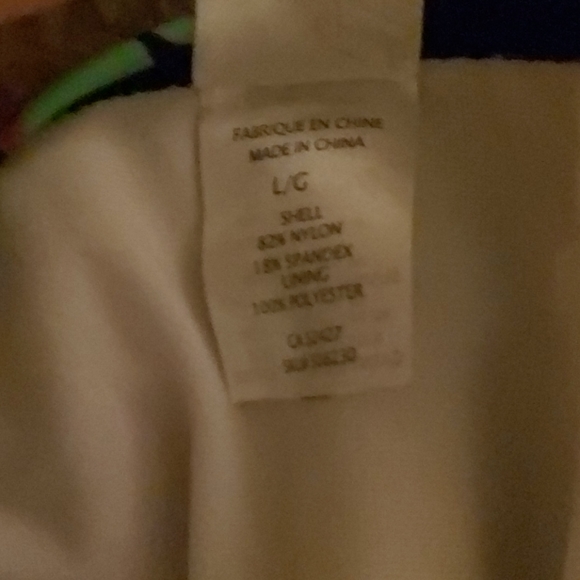 FABRIQUE EN CHINE
MADE IN CHINA
L/G
SHELL
82% NYLON
18% SPANDEX
LINING
100% POLYESTER